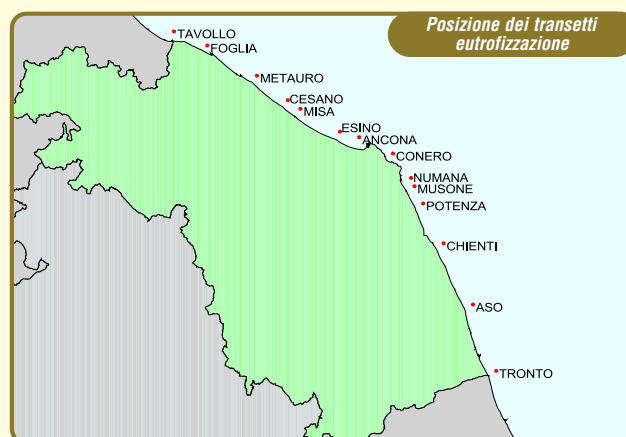 Posizione dei transetti
eutrofizzazione
TAVOLLO
FOGLIA
METAURO
CESANO
MISA
ESINO
ANCONA
CONERO
NUMANA
MUSONE
POTENZA
CHIENTI
ASO
TRONTO